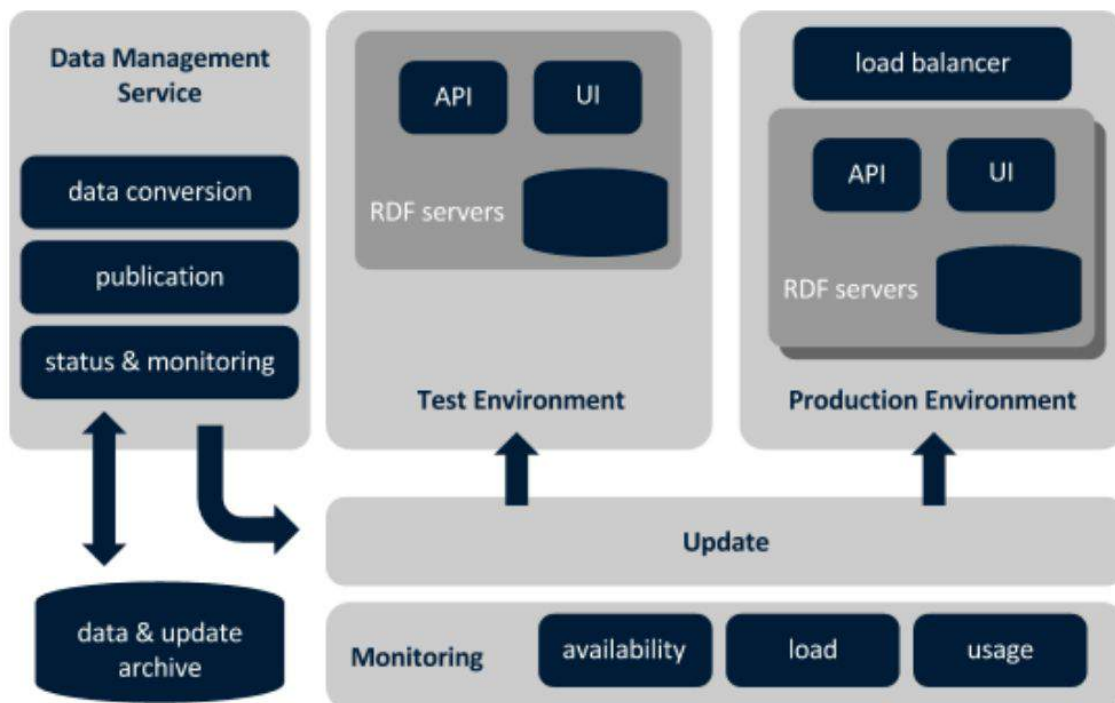 Data Management
Service
data conversion
publication
status & monitoring
data & update
archive
API
UI
RDF servers
Test Environment
load balancer
API
UI
RDF servers
Production Environment
Update
Monitoring
availability
load
usage